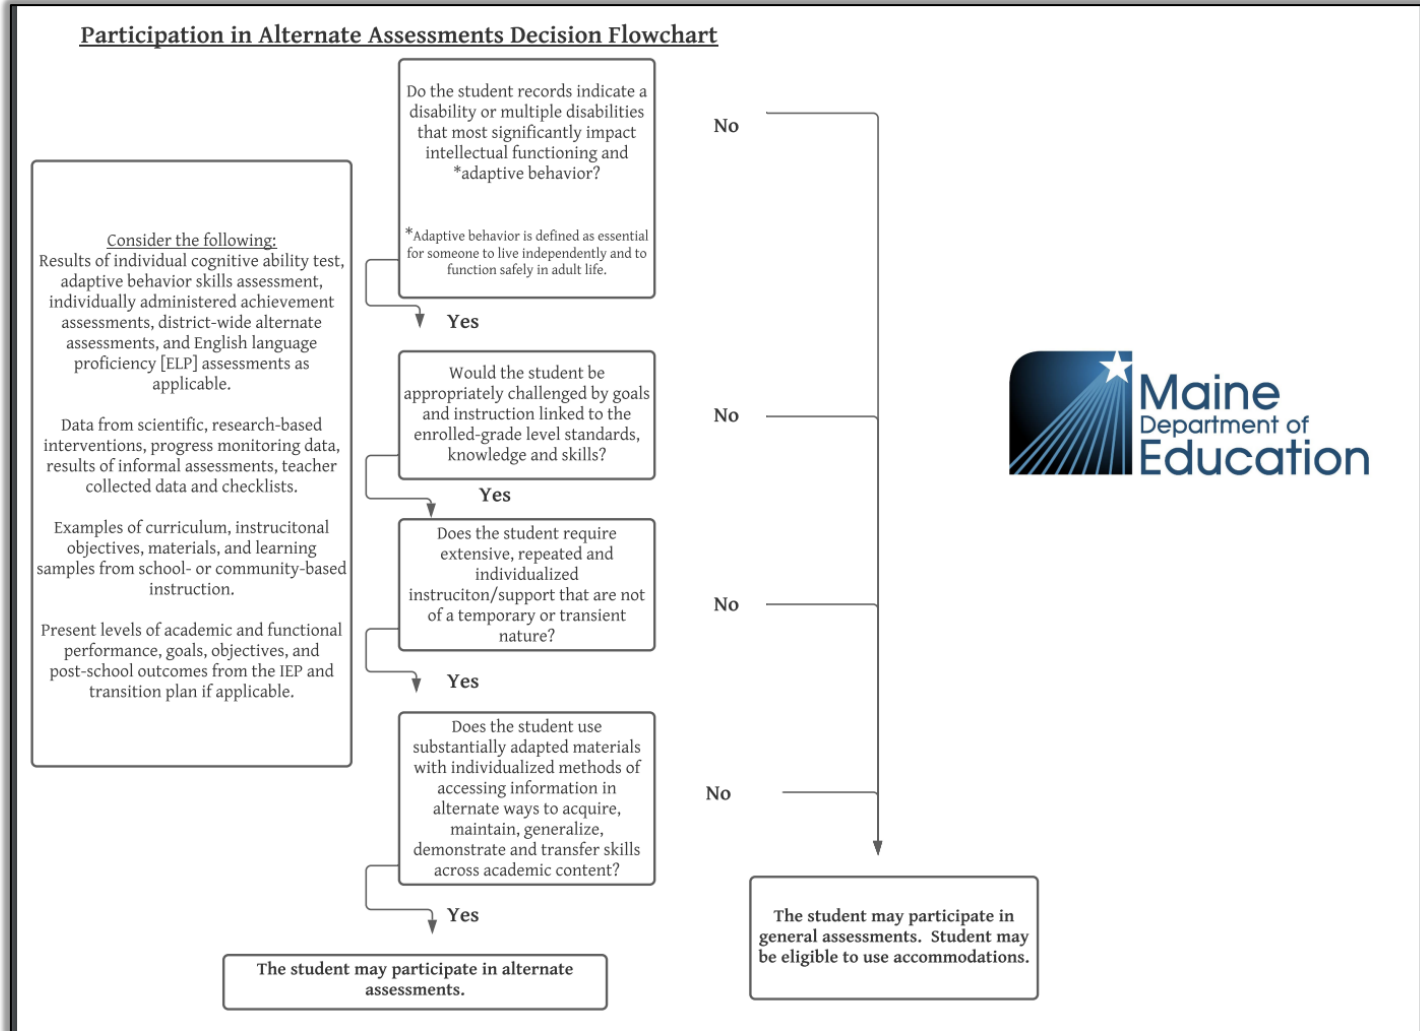 Participation in Alternate Assessments Decision Flowchart
Do the student records indicate a
disability or multiple disabilities
that most significantly impact
intellectual functioning and
*adaptive behavior?
*Adaptive behavior is defined as essential
for someone to live independently and to
function safely in adult life.
No
Yes
Consider the following:
Results of individual cognitive ability test,
adaptive behavior skills assessment,
individually administered achievement
assessments, district-wide alternate
assessments, and English language
proficiency [ELP] assessments as
applicable.
Data from scientific, research-based
interventions, progress monitoring data,
results of informal assessments, teacher
collected data and checklists.
Examples of curriculum, instrucitonal
objectives, materials, and learning
samples from school- or community-based
instruction.
Present levels of academic and functional
performance, goals, objectives, and
post-school outcomes from the IEP and
transition plan if applicable.
Would the student be
appropriately challenged by goals
and instruction linked to the
enrolled-grade level standards,
knowledge and skills?
No
Yes
Does the student require
extensive, repeated and
individualized
instruciton/support that are not
of a temporary or transient
nature?
No
Yes
Does the student use
substantially adapted materials
with individualized methods of
accessing information in
alternate ways to acquire,
maintain, generalize,
demonstrate and transfer skills
across academic content?
No
Yes
The student may participate in alternate
assessments.
The student may participate in
general assessments. Student may
be eligible to use accommodations.
Maine
Department of
Education